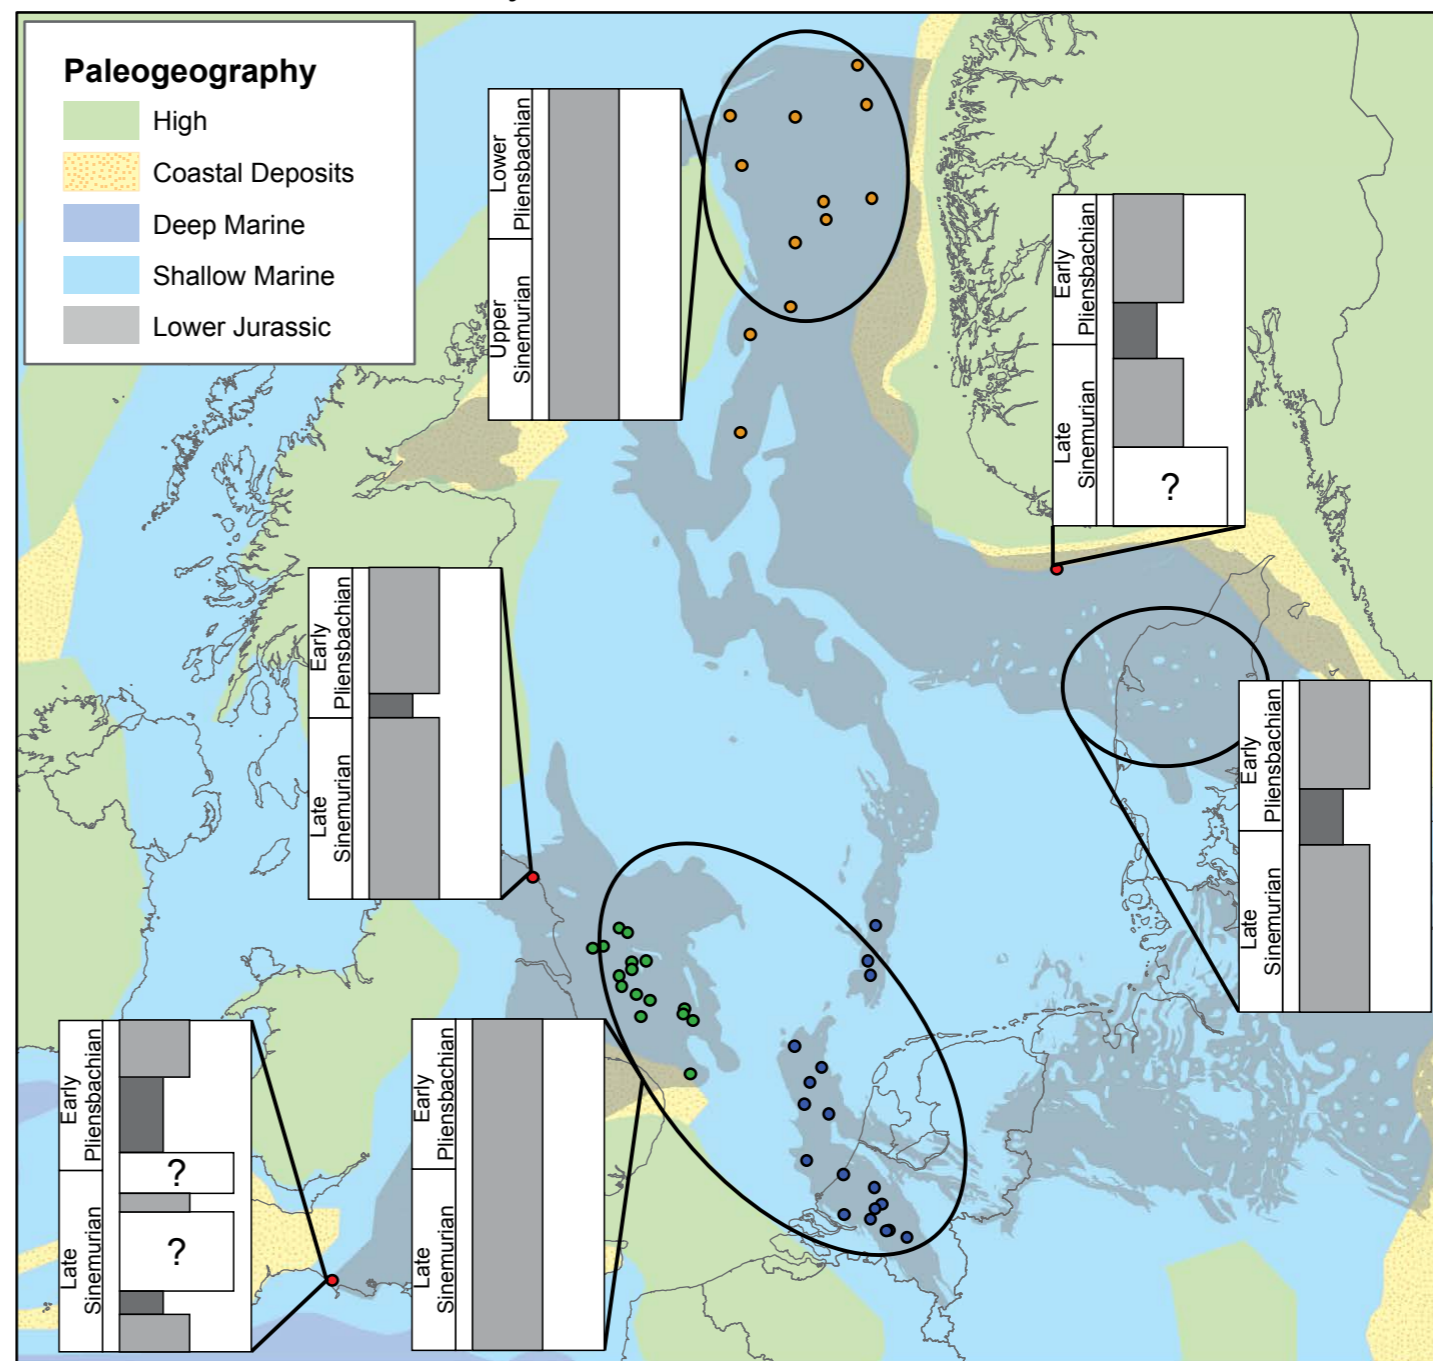 Paleogeography
High
Coastal Deposits
Deep Marine
Shallow Marine
Lower Jurassic
Lower
Pliensbachian
Upper
Sinemurian
Early
Pliensbachian
Late
Sinemurian
?
Early
Pliensbachian
Late
Sinemurian
Early
Pliensbachian
Late
Sinemurian
Early
Pliensbachian
Late
Sinemurian
?
?
Early
Pliensbachian
Late
Sinemurian